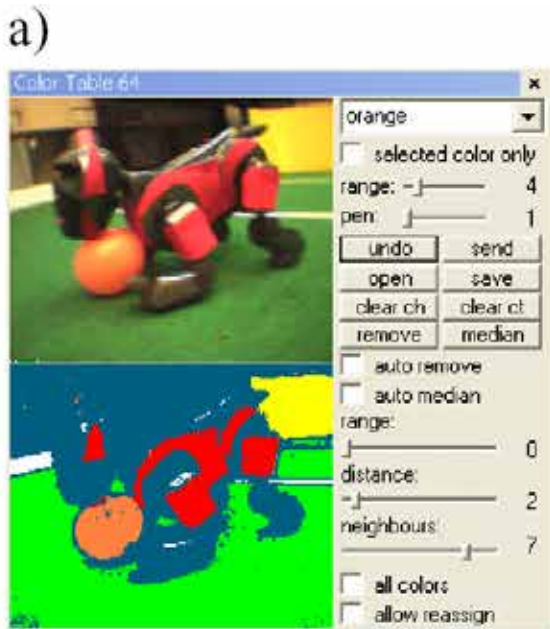 a)
Color Table 64
orange
selected color only
range: 4
pen: 1
undo send
open save
clear ch clear ct
remove median
auto remove
auto median
range:
0
distance:
2
neighbours:
7
all colors
allow reassign